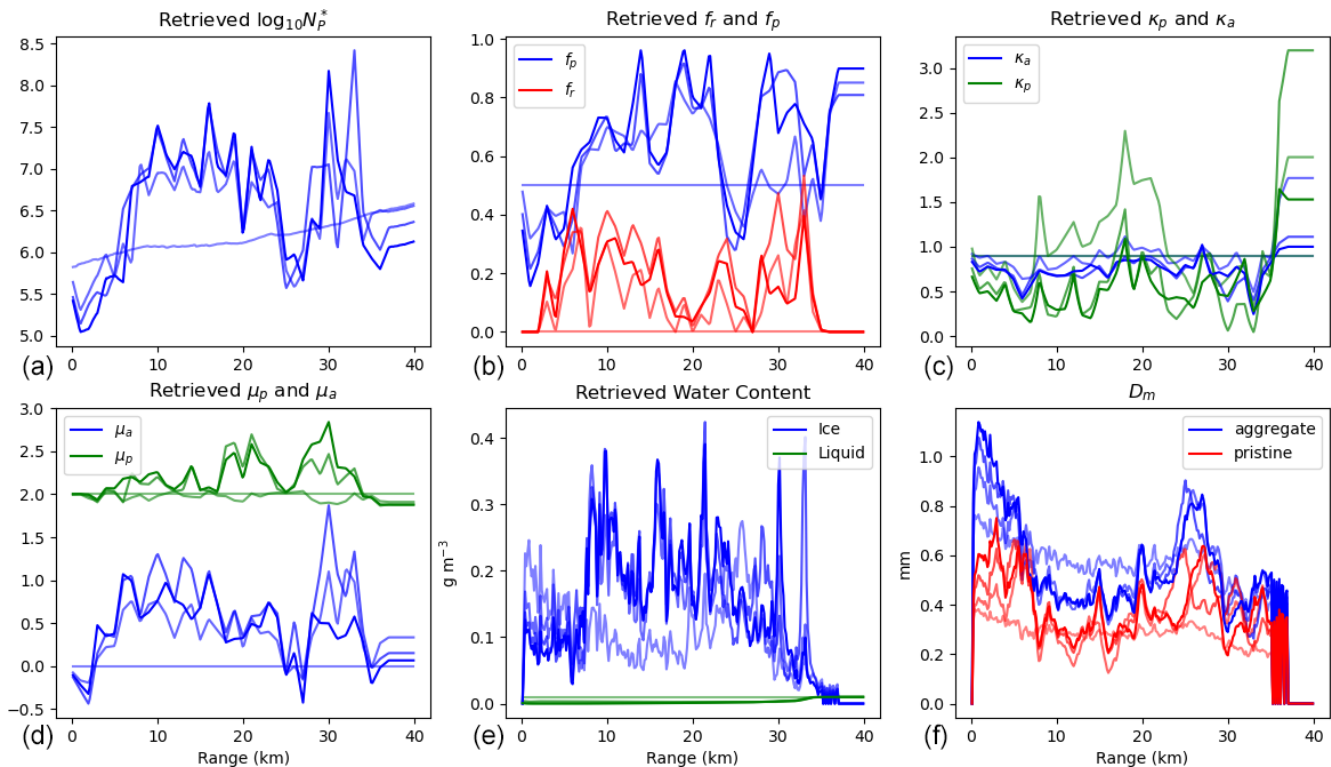 Retrieved log₁₀N*_P
8.5
8.0
7.5
7.0
6.5
6.0
5.5
5.0
0 10 20 30 40
(a)
Retrieved f_r and f_p
1.0
0.8
0.6
0.4
0.2
0.0
f_p
f_r
0 10 20 30 40
(b)
Retrieved κ_p and κ_a
3.0
2.5
2.0
1.5
1.0
0.5
0.0
κ_a
κ_p
0 10 20 30 40
(c)
Retrieved μ_p and μ_a
3.0
2.5
2.0
1.5
1.0
0.5
0.0
−0.5
μ_a
μ_p
0 10 20 30 40
Range (km)
(d)
Retrieved Water Content
g m⁻³
0.4
0.3
0.2
0.1
0.0
Ice
Liquid
0 10 20 30 40
Range (km)
(e)
D_m
mm
1.0
0.8
0.6
0.4
0.2
0.0
aggregate
pristine
0 10 20 30 40
Range (km)
(f)